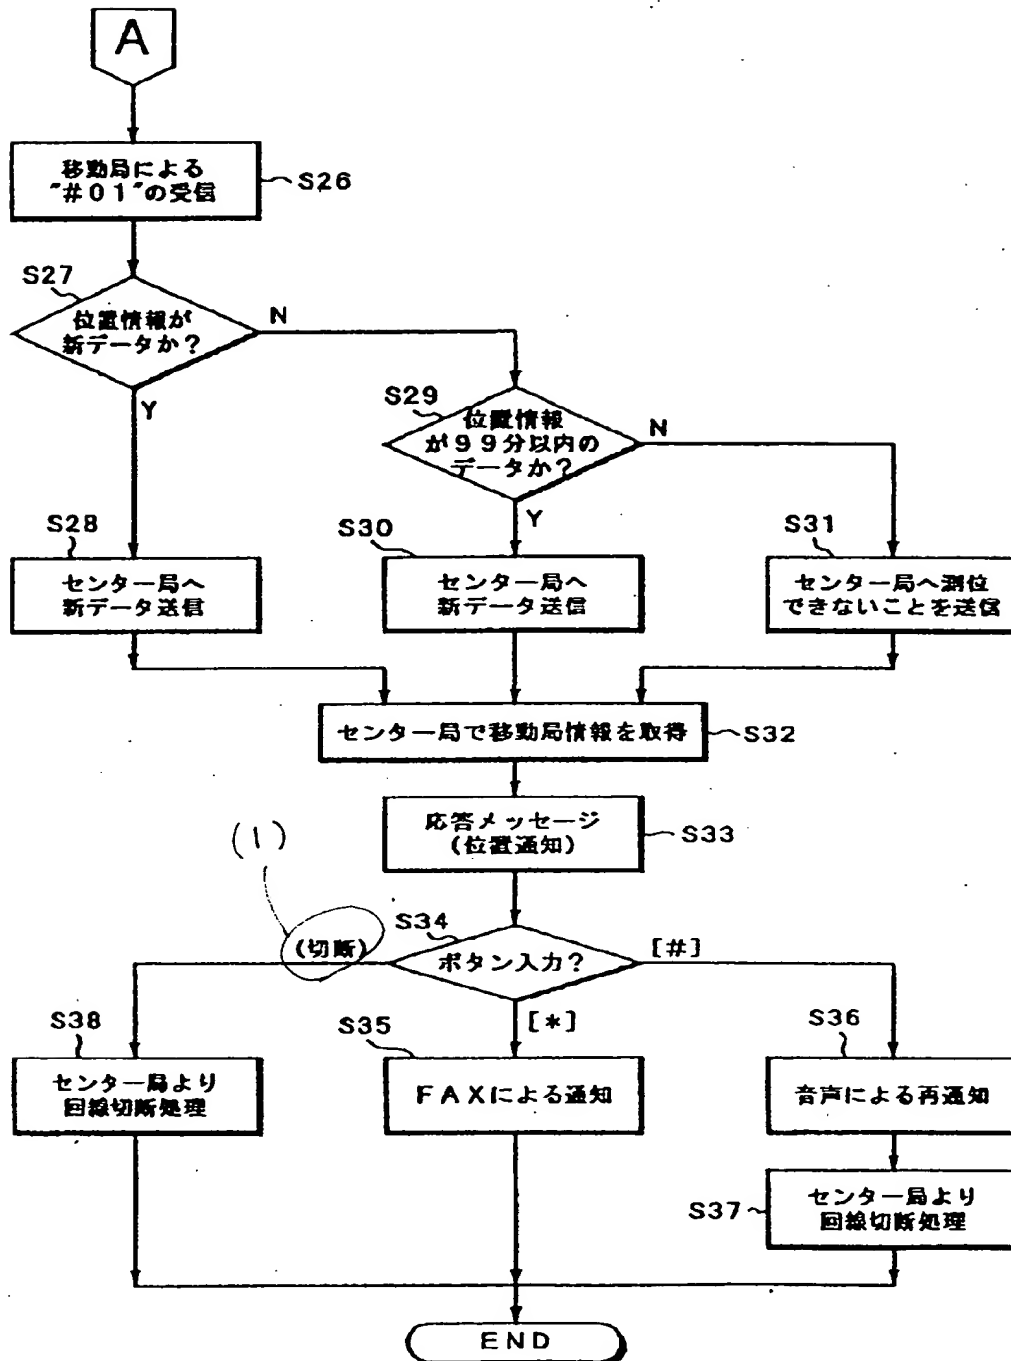 A
移動局による
"#01"の受信
S26
S27
位置情報が
新データか?
N
Y
S29
位置情報
が99分以内の
データか?
N
Y
S28
センター局へ
新データ送信
S30
センター局へ
新データ送信
S31
センター局へ測位
できないことを送信
センター局で移動局情報を取得
S32
応答メッセージ
(位置通知)
S33
(1)
(切断)
S34
ボタン入力?
[#]
[*]
S38
センター局より
回線切断処理
S35
FAXによる通知
S36
音声による再通知
S37
センター局より
回線切断処理
END